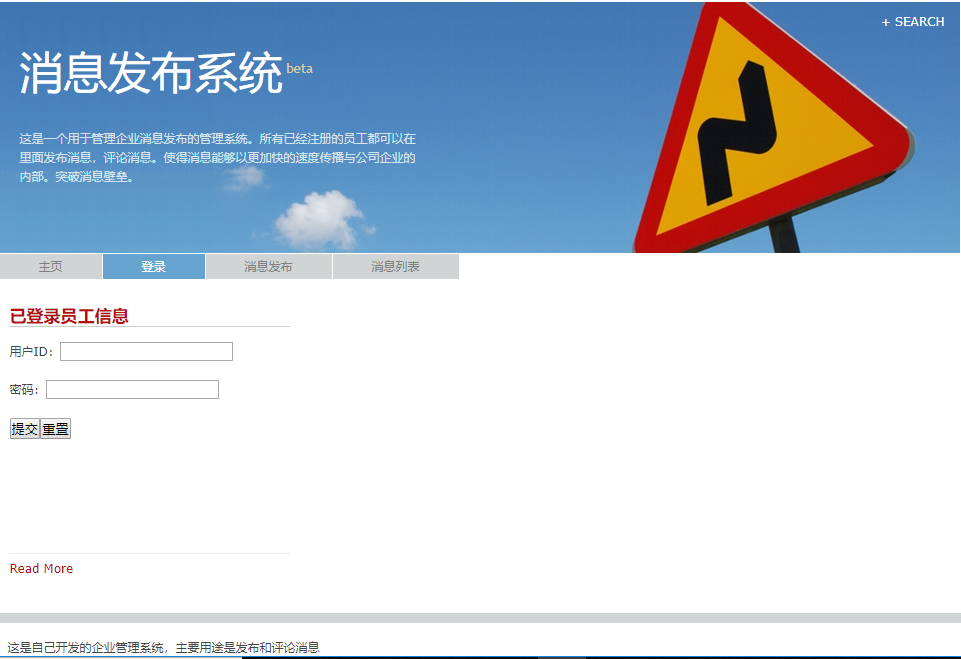 + SEARCH
消息发布系统beta
这是一个用于管理企业消息发布的管理系统。所有已经注册的员工都可以在
里面发布消息，评论消息。使得消息能够以更加快的速度传播与公司企业的
内部。突破消息壁垒。
主页 登录 消息发布 消息列表
已登录员工信息
用户ID：
密码：
提交 重置
Read More
这是自己开发的企业管理系统，主要用途是发布和评论消息